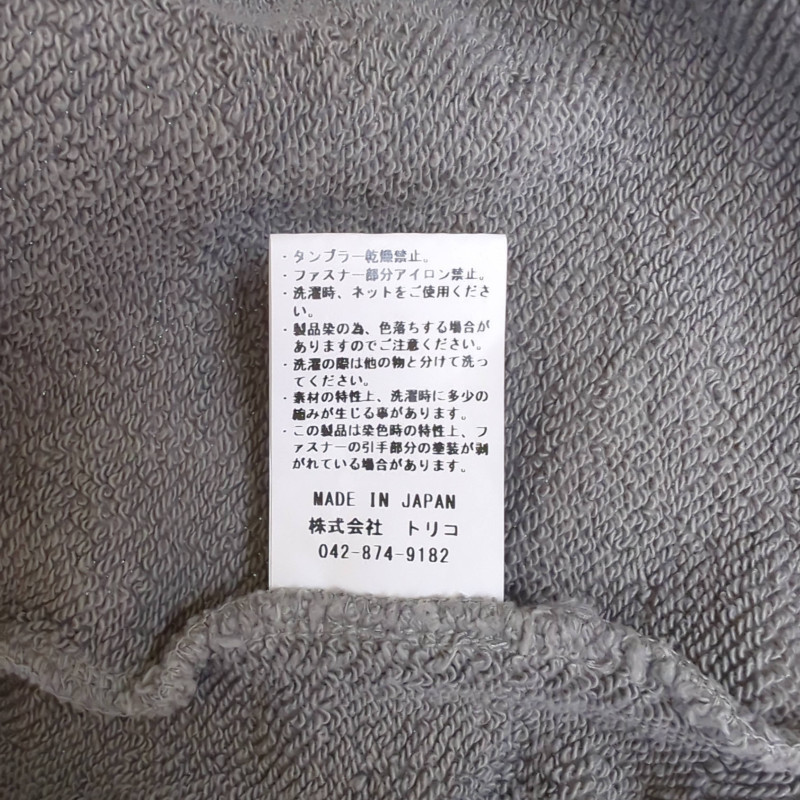 ・タンブラー乾燥禁止。
・ファスナー部分アイロン禁止。
・洗濯時、ネットをご使用くださ
い。
・製品染の為、色落ちする場合が
ありますのでご注意ください。
・洗濯の際は他の物と分けて洗っ
てください。
・素材の特性上、洗濯時に多少の
縮みが生じる事があります。
・この製品は染色時の特性上、フ
ァスナーの引手部分の塗装が剥
がれている場合があります。
MADE IN JAPAN
株式会社 トリコ
042-874-9182